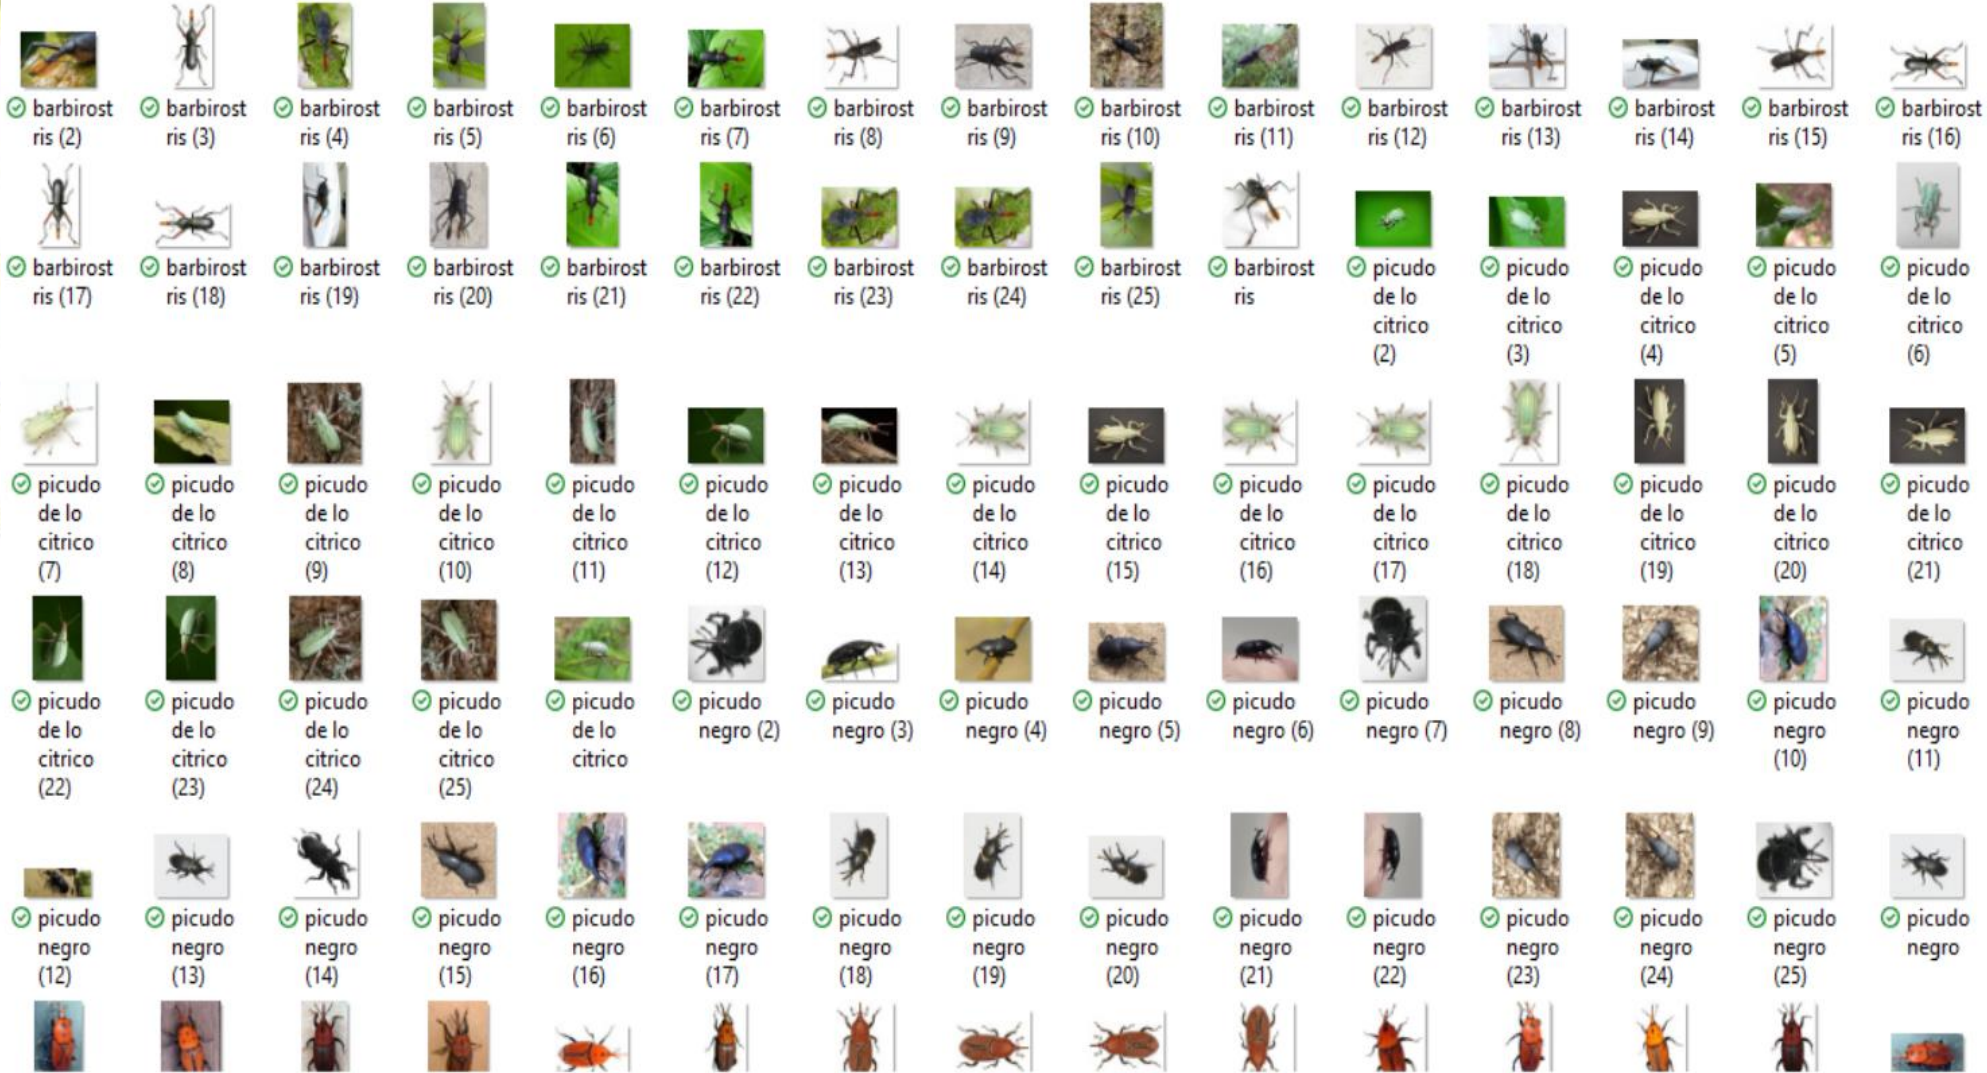 barbirost barbirost barbirost barbirost barbirost barbirost barbirost barbirost barbirost barbirost barbirost barbirost barbirost barbirost barbirost
ris (2) ris (3) ris (4) ris (5) ris (6) ris (7) ris (8) ris (9) ris (10) ris (11) ris (12) ris (13) ris (14) ris (15) ris (16)
barbirost barbirost barbirost barbirost barbirost barbirost barbirost barbirost barbirost barbirost picudo picudo picudo picudo picudo
ris (17) ris (18) ris (19) ris (20) ris (21) ris (22) ris (23) ris (24) ris (25) ris de lo de lo de lo de lo de lo
citrico citrico citrico citrico citrico
(2) (3) (4) (5) (6)
picudo picudo picudo picudo picudo picudo picudo picudo picudo picudo picudo picudo picudo picudo picudo
de lo de lo de lo de lo de lo de lo de lo de lo de lo de lo de lo de lo de lo de lo de lo
citrico citrico citrico citrico citrico citrico citrico citrico citrico citrico citrico citrico citrico citrico citrico
(7) (8) (9) (10) (11) (12) (13) (14) (15) (16) (17) (18) (19) (20) (21)
picudo picudo picudo picudo picudo picudo picudo picudo picudo picudo picudo picudo picudo picudo picudo
de lo de lo de lo de lo de lo negro (2) negro (3) negro (4) negro (5) negro (6) negro (7) negro (8) negro (9) negro negro
citrico citrico citrico citrico citrico (10) (11)
(22) (23) (24) (25)
picudo picudo picudo picudo picudo picudo picudo picudo picudo picudo picudo picudo picudo picudo picudo
negro negro negro negro negro negro negro negro negro negro negro negro negro negro negro
(12) (13) (14) (15) (16) (17) (18) (19) (20) (21) (22) (23) (24) (25)